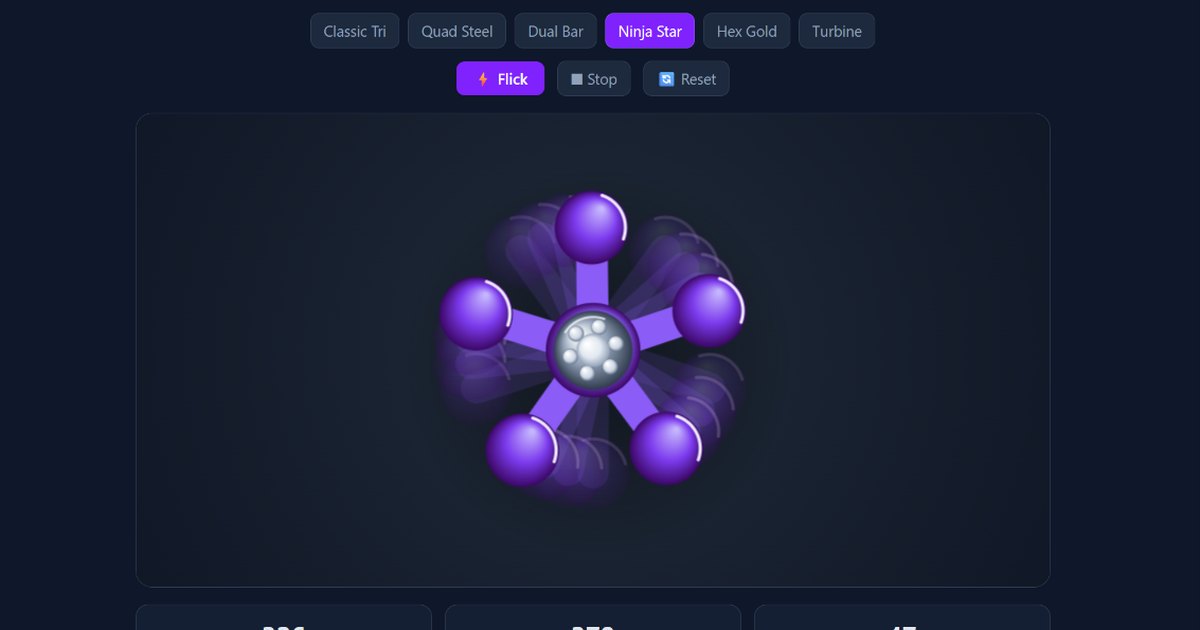 Classic Tri
Quad Steel
Dual Bar
Ninja Star
Hex Gold
Turbine
Flick
Stop
Reset